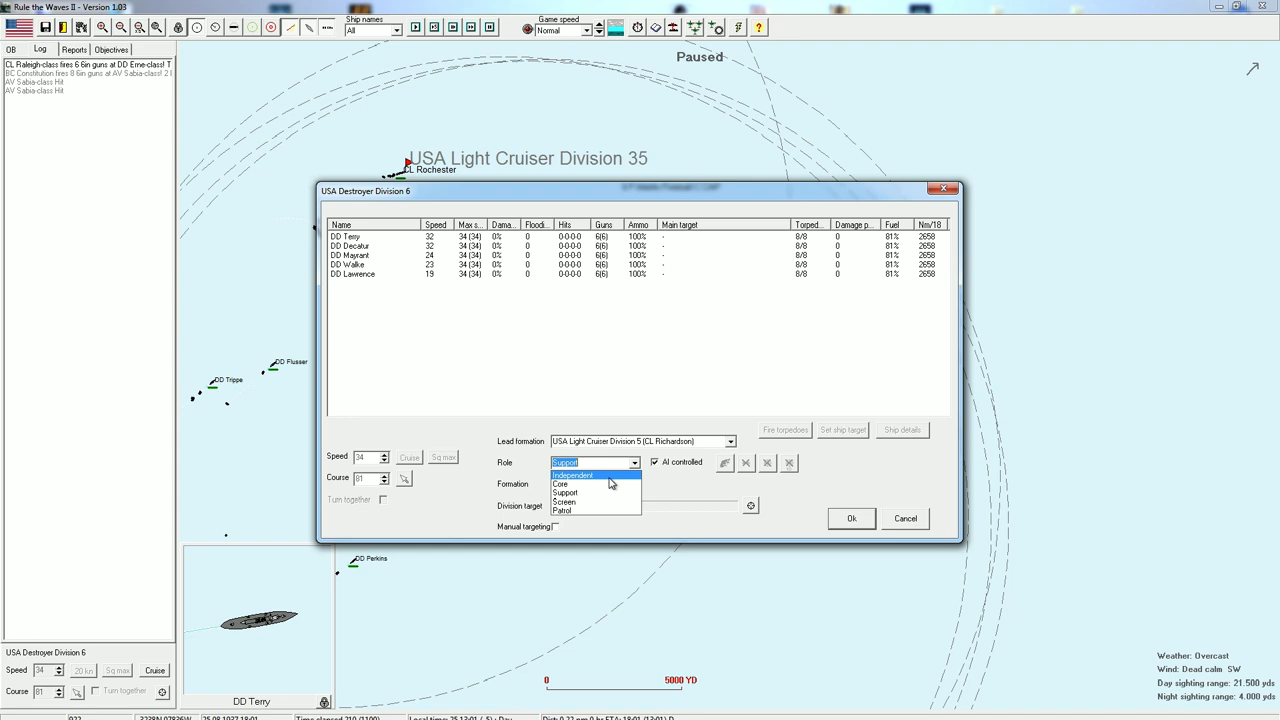 Rule the Waves II - Version 1.03
Ship names
All
Game speed
Normal
OB Log Reports Objectives
CL Raleigh-class fires 6 6in guns at DD Erne-class! T
BC Constitution fires 8 6in guns at AV Sabia-class! 2 I
AV Sabia-class Hit
AV Sabia-class Hit
Paused
USA Light Cruiser Division 35
CL Rochester
USA Destroyer Division 6
Name Speed Max s... Dama... Floodi... Hits Guns Ammo Main target Torped... Damage p... Fuel Nm/18
DD Terry 32 34 (34) 0% 0 0-0-0-0 6(6) 100% - 8/8 0 81% 2658
DD Decatur 32 34 (34) 0% 0 0-0-0-0 6(6) 100% - 8/8 0 81% 2658
DD Mayrant 24 34 (34) 0% 0 0-0-0-0 6(6) 100% - 8/8 0 81% 2658
DD Walke 23 34 (34) 0% 0 0-0-0-0 6(6) 100% - 8/8 0 81% 2658
DD Lawrence 19 34 (34) 0% 0 0-0-0-0 6(6) 100% - 8/8 0 81% 2658
DD Flusser
DD Trippe
Fire torpedoes Set ship target Ship details
Lead formation USA Light Cruiser Division 5 (CL Richardson)
Speed 34 Cruise Sq max
Role Support AI controlled
Independent
Core
Support
Screen
Patrol
Course 81
Formation
Turn together
Division target
Manual targeting
Ok Cancel
DD Perkins
USA Destroyer Division 6
Speed 34 20 kn Sq max Cruise
Course 81 Turn together
DD Terry
0 5000 YD
Weather: Overcast
Wind: Dead calm SW
Day sighting range: 21.500 yds
Night sighting range: 4.000 yds